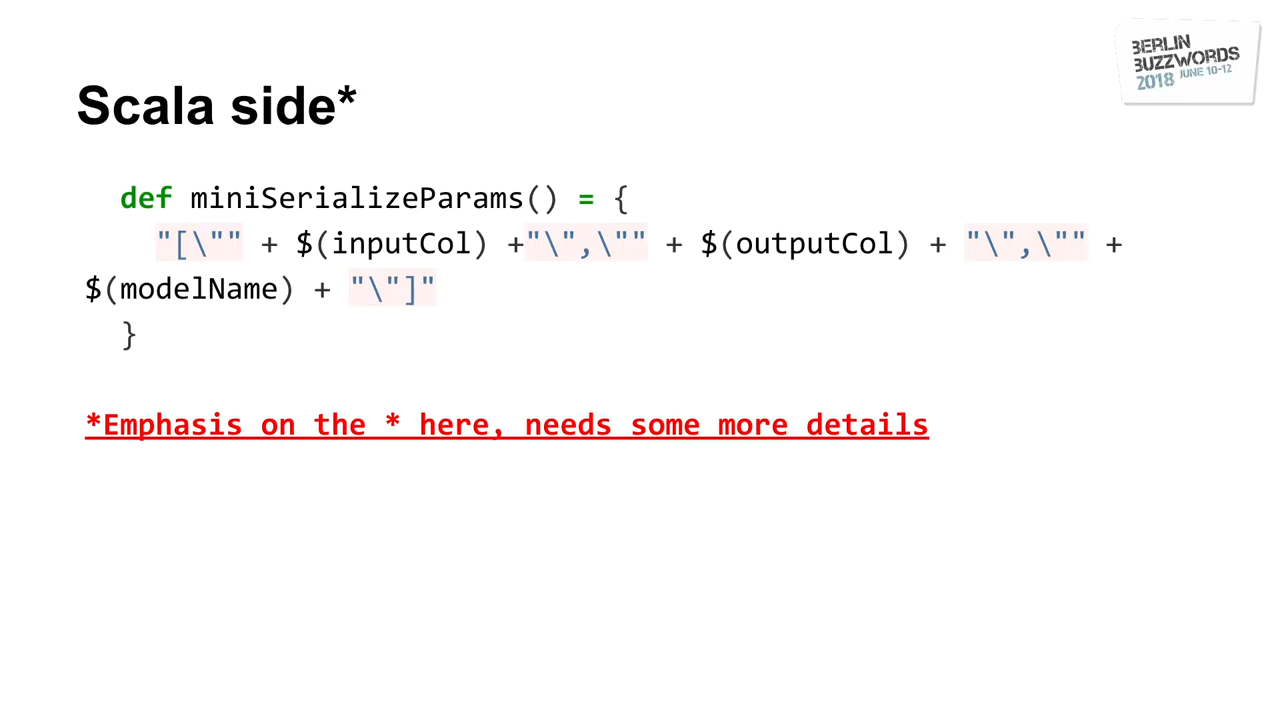 BERLIN
BUZZWORDS
2018 JUNE 10-12
Scala side*
def miniSerializeParams() = {
"[\"" + $(inputCol) +"\",\"" + $(outputCol) + "\",\"" +
$(modelName) + "\"]"
}
*Emphasis on the * here, needs some more details